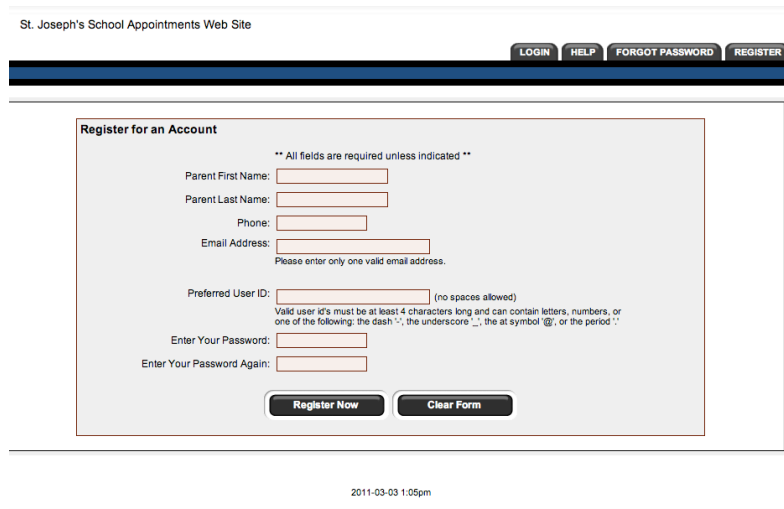 St. Joseph's School Appointments Web Site
LOGIN HELP FORGOT PASSWORD REGISTER
Register for an Account
** All fields are required unless indicated **
Parent First Name:
Parent Last Name:
Phone:
Email Address:
Please enter only one valid email address.
Preferred User ID: (no spaces allowed)
Valid user id's must be at least 4 characters long and can contain letters, numbers, or
one of the following: the dash '-', the underscore '_', the at symbol '@', or the period '.'
Enter Your Password:
Enter Your Password Again:
Register Now Clear Form
2011-03-03 1:05pm